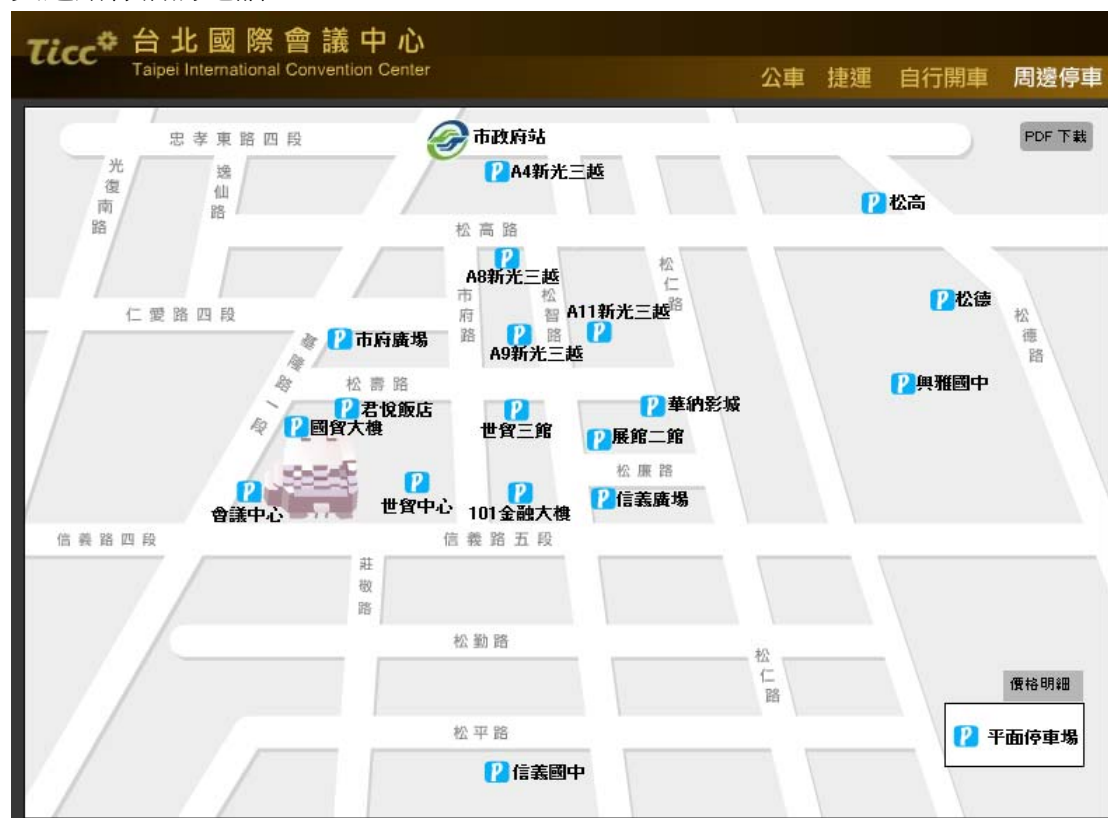 Ticc 台北國際會議中心
Taipei International Convention Center
公車 捷運 自行開車 周邊停車
PDF 下載
忠孝東路四段
市政府站
P A4新光三越
光復南路
逸仙路
P 松高
松高路
P
A8新光三越
松仁路
市府路
松智路
A11新光三越
P
P 松德
仁愛路四段
松德路
P
A9新光三越
P 市府廣場
基隆路一段
松壽路
P 興雅國中
P 君悅飯店
P
世貿三館
P 華納影城
P 國貿大樓
P 展館二館
松廉路
P
會議中心
P
世貿中心
P
101金融大樓
P 信義廣場
信義路四段
信義路五段
莊敬路
松勤路
松仁路
價格明細
P 平面停車場
松平路
P 信義國中